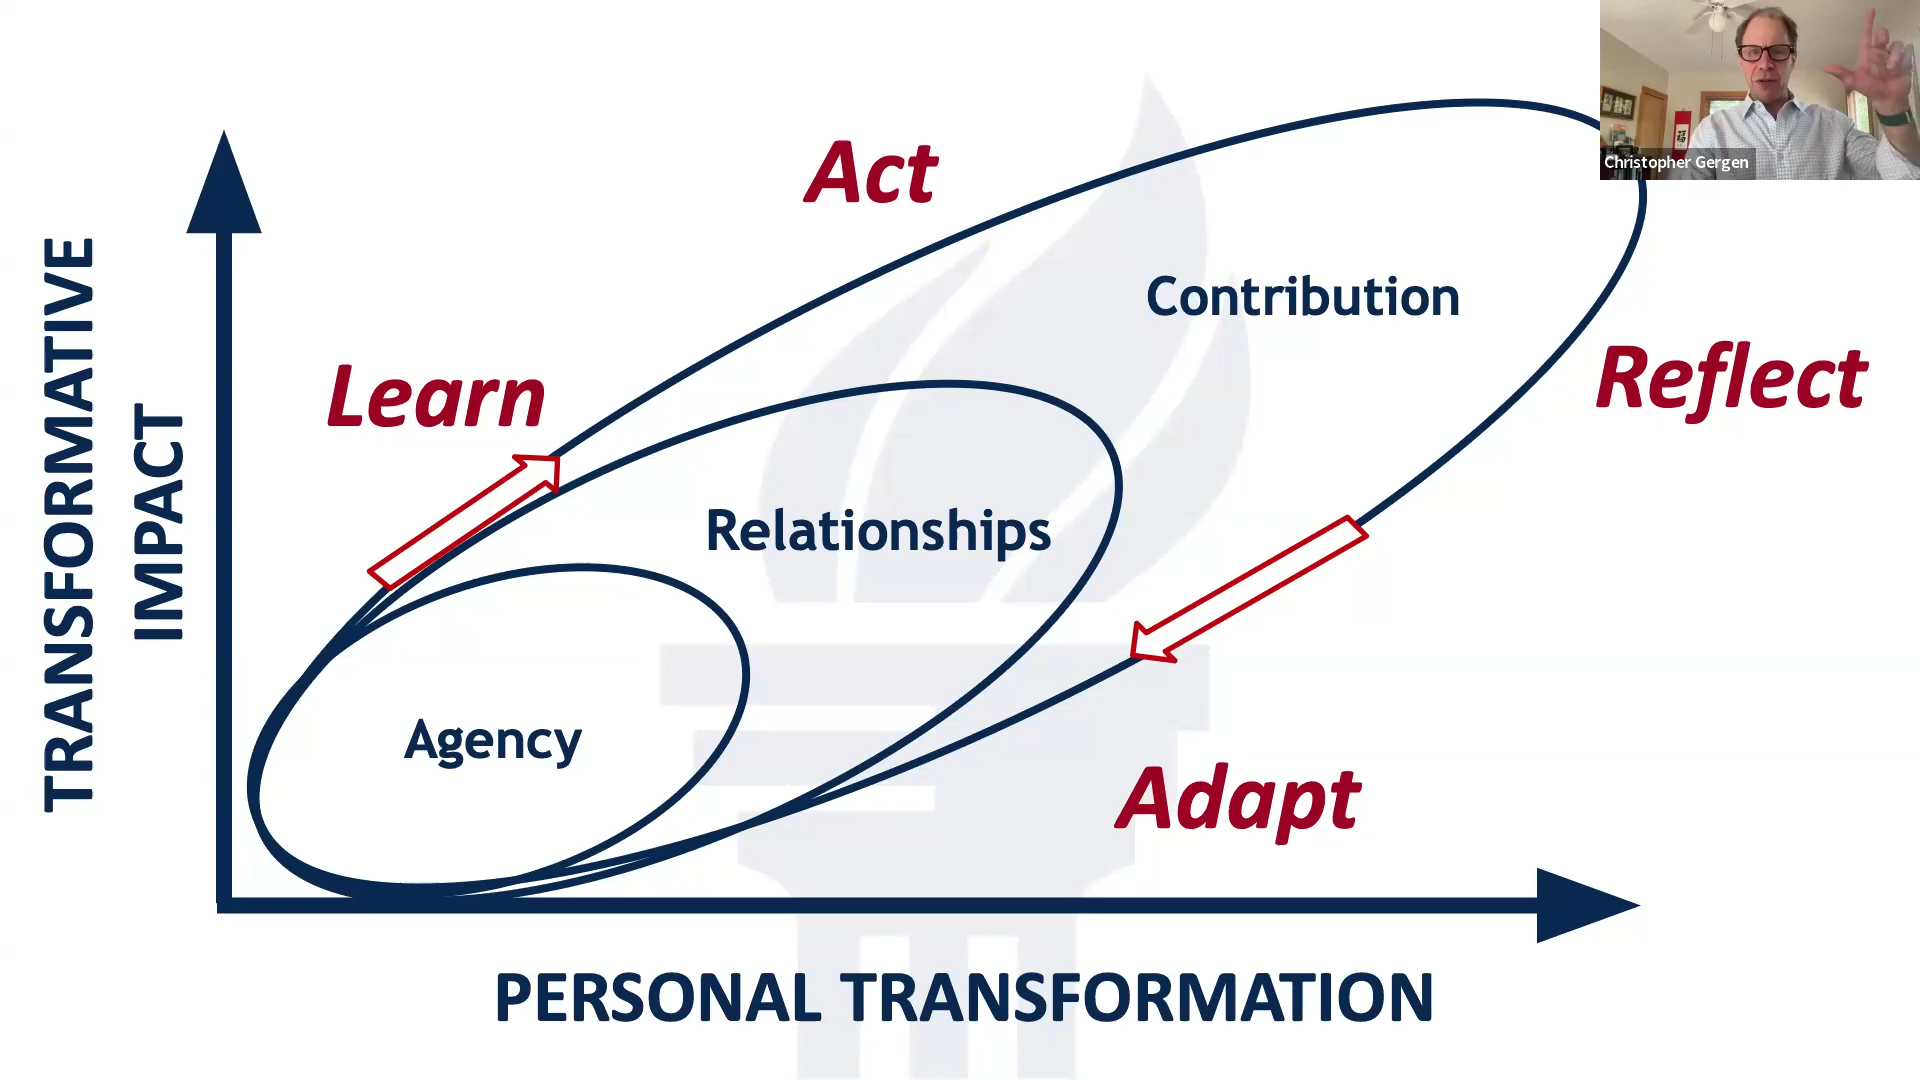 Christopher Gergen
Act
Contribution
Learn
Reflect
TRANSFORMATIVE
IMPACT
Relationships
Agency
Adapt
PERSONAL TRANSFORMATION